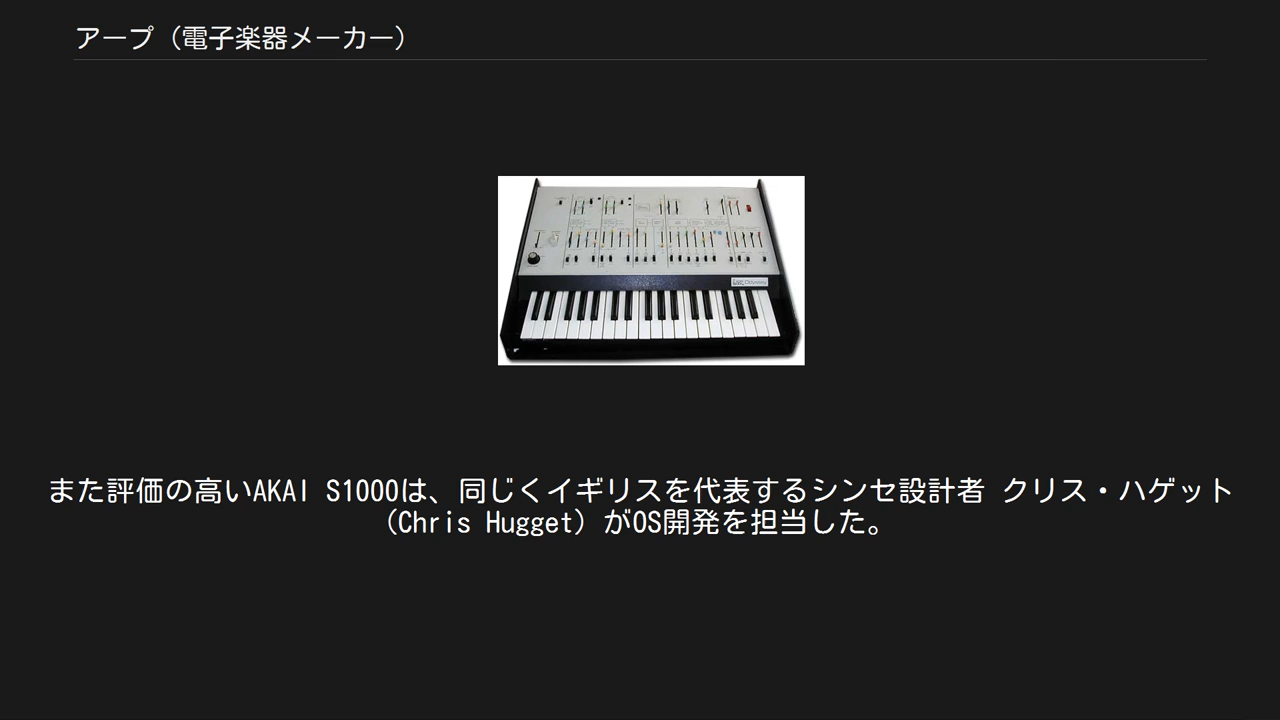 アープ（電子楽器メーカー）
Odyssey
また評価の高いAKAI S1000は、同じくイギリスを代表するシンセ設計者 クリス・ハゲット
（Chris Hugget）がOS開発を担当した。